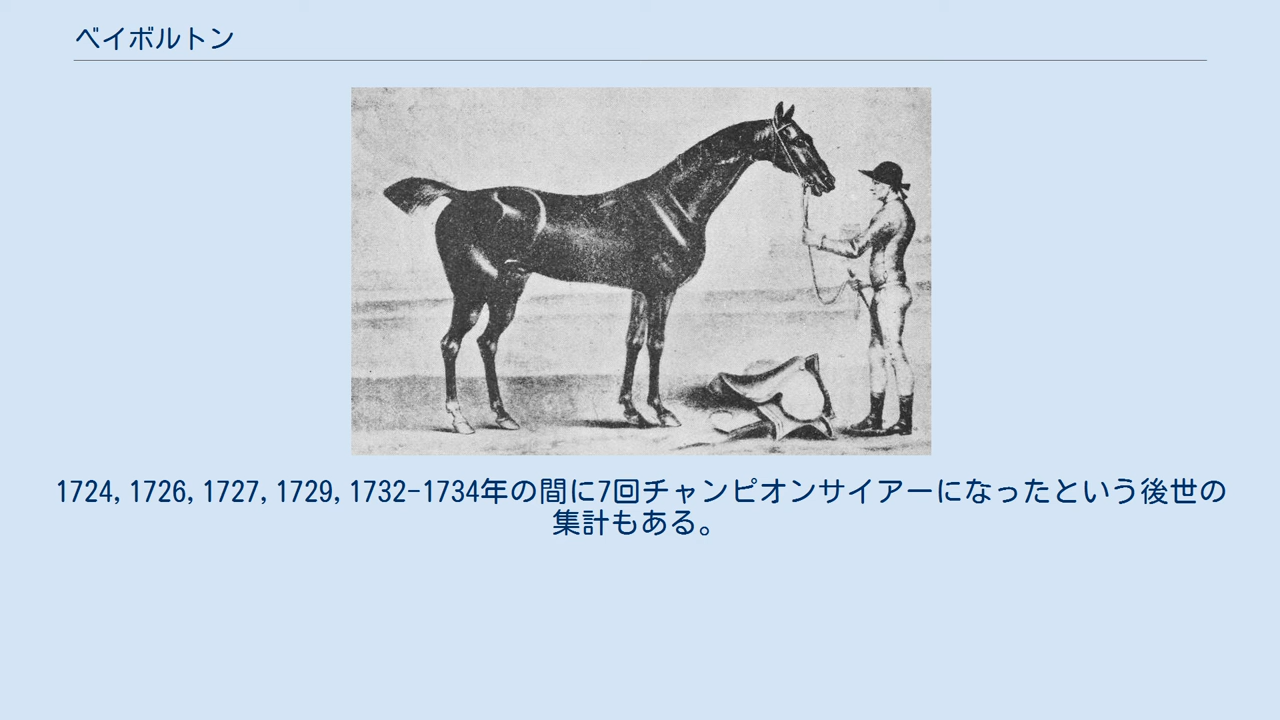 ベイボルトン
1724, 1726, 1727, 1729, 1732-1734年の間に7回チャンピオンサイアーになったという後世の
集計もある。